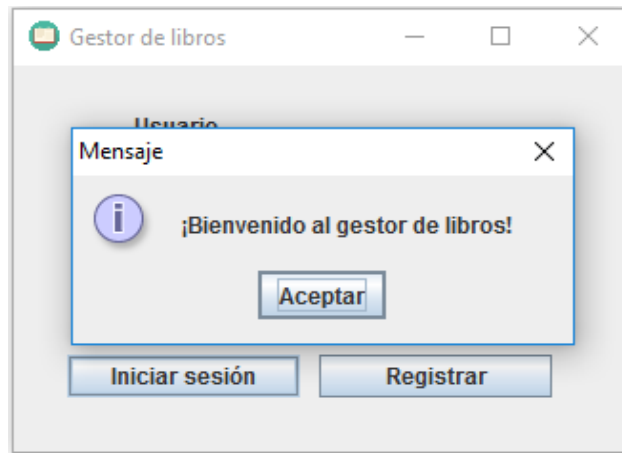 Gestor de libros
Usuario
Mensaje
¡Bienvenido al gestor de libros!
Aceptar
Iniciar sesión
Registrar